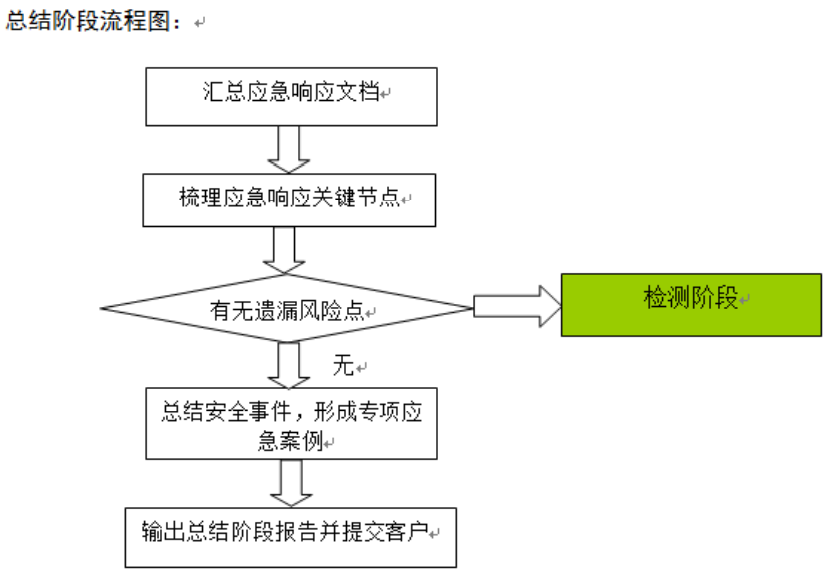 总结阶段流程图：
汇总应急响应文档
梳理应急响应关键节点
有无遗漏风险点
检测阶段
无
总结安全事件，形成专项应
急案例
输出总结阶段报告并提交客户